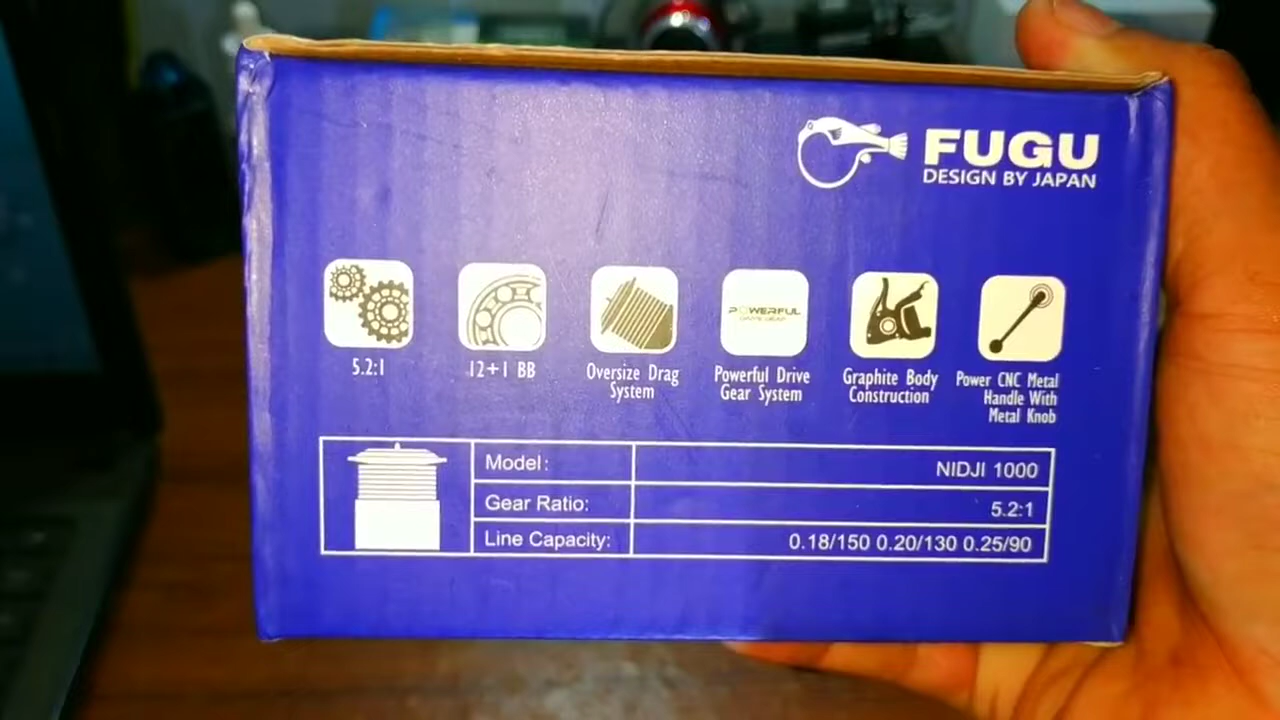 FUGU
DESIGN BY JAPAN
5.2:1
12+1 BB
Oversize Drag
System
POWERFUL
Powerful Drive
Gear System
Graphite Body
Construction
Power CNC Metal
Handle With
Metal Knob
Model: NIDJI 1000
Gear Ratio: 5.2:1
Line Capacity: 0.18/150 0.20/130 0.25/90